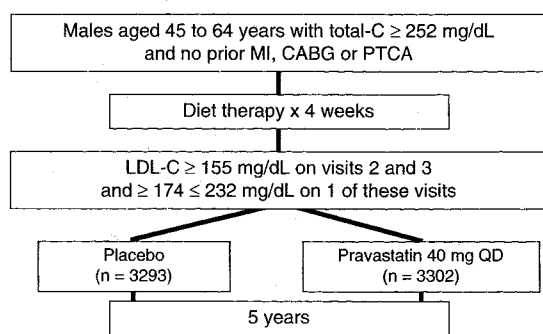 Males aged 45 to 64 years with total-C ≥ 252 mg/dL
and no prior MI, CABG or PTCA
Diet therapy x 4 weeks
LDL-C ≥ 155 mg/dL on visits 2 and 3
and ≥ 174 ≤ 232 mg/dL on 1 of these visits
Placebo
(n = 3293)
Pravastatin 40 mg QD
(n = 3302)
5 years